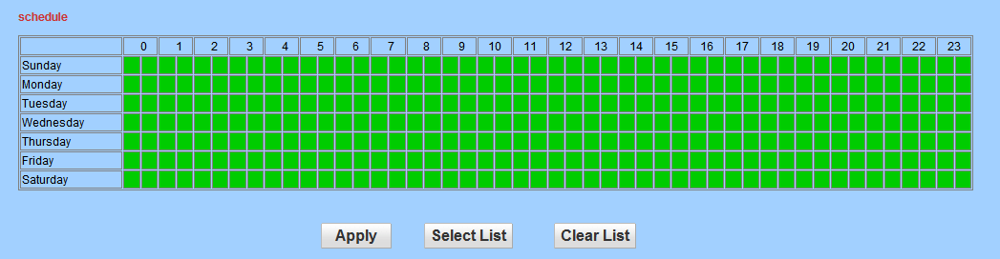 schedule
0 1 2 3 4 5 6 7 8 9 10 11 12 13 14 15 16 17 18 19 20 21 22 23
Sunday
Monday
Tuesday
Wednesday
Thursday
Friday
Saturday
Apply Select List Clear List